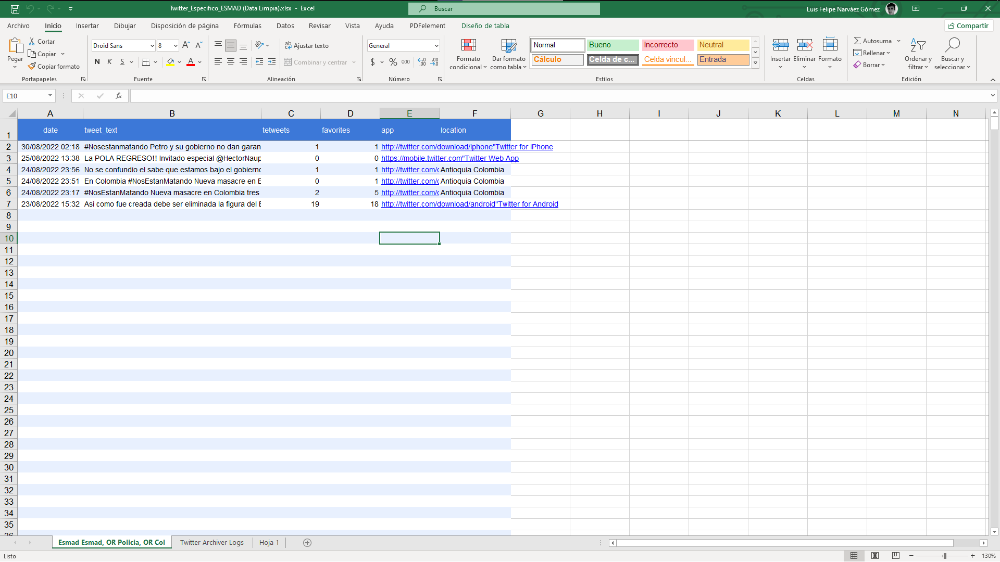 Twitter_Especifico_ESMAD (Data Limpia).xlsx - Excel
Buscar
Luis Felipe Narváez Gómez
Archivo Inicio Insertar Dibujar Disposición de página Fórmulas Datos Revisar Vista Ayuda PDFelement Diseño de tabla Compartir
Pegar
Cortar
Copiar
Copiar formato
Portapapeles
Droid Sans 8
N K S
Fuente
Ajustar texto
Combinar y centrar
Alineación
General
$ % 000
Número
Formato condicional
Dar formato como tabla
Normal Bueno Incorrecto Neutral
Cálculo Celda de c... Celda vincul... Entrada
Estilos
Insertar Eliminar Formato
Celdas
Autosuma
Rellenar
Borrar
Ordenar y filtrar
Buscar y seleccionar
Edición
E10
fx
A B C D E F G H I J K L M N
1 date tweet_text tetweets favorites app location
2 30/08/2022 02:18 #Nosestanmatando Petro y su gobierno no dan garan 1 1 http://twitter.com/download/iphone"Twitter for iPhone
3 25/08/2022 13:38 La POLA REGRESO!! Invitado especial @HectorNaup 0 0 https://mobile.twitter.com"Twitter Web App
4 24/08/2022 23:56 No se confundio el sabe que estamos bajo el gobierno 1 1 http://twitter.com/d Antioquia Colombia
5 24/08/2022 23:51 En Colombia #NosEstanMatando Nueva masacre en E 0 1 http://twitter.com/d Antioquia Colombia
6 24/08/2022 23:17 #NosEstanMatando Nueva masacre en Colombia tres 2 5 http://twitter.com/d Antioquia Colombia
7 23/08/2022 15:32 Asi como fue creada debe ser eliminada la figura del E 19 18 http://twitter.com/download/android"Twitter for Android
8
9
10
11
12
13
14
15
16
17
18
19
20
21
22
23
24
25
26
27
28
29
30
31
32
33
34
35
36
Esmad Esmad, OR Policia, OR Col Twitter Archiver Logs Hoja 1
Listo
130%